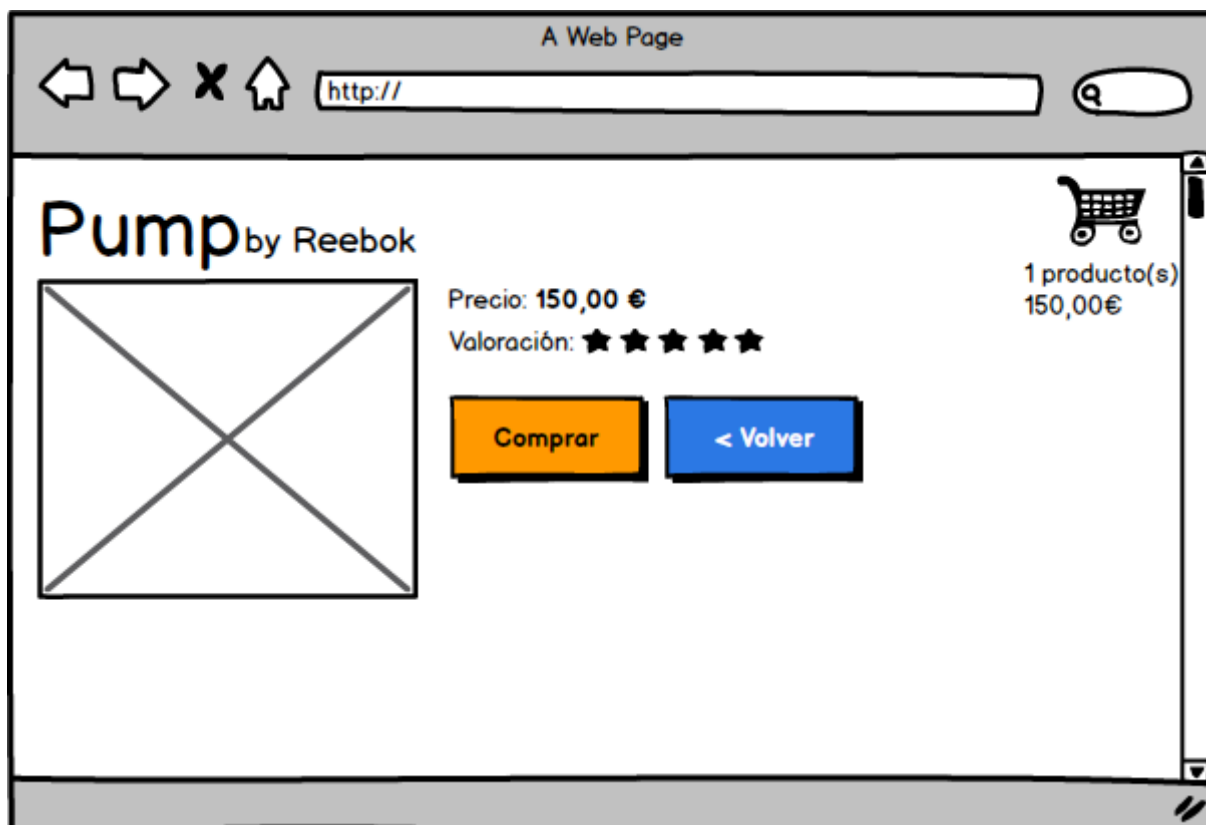 A Web Page
http://
Pump by Reebok
1 producto(s)
150,00€
Precio: 150,00 €
Valoración:
Comprar
< Volver